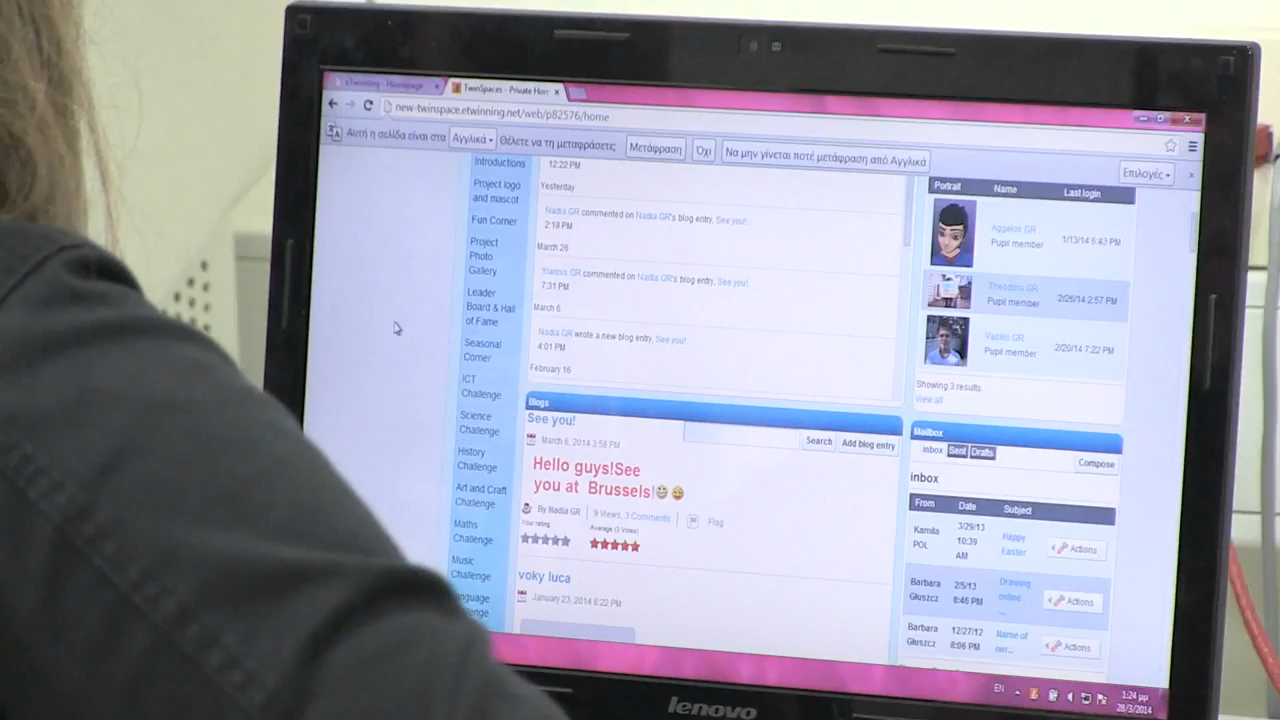 eTwinning - Homepage
TwinSpaces - Private Hom
new-twinspace.etwinning.net/web/p82576/home
Αυτή η σελίδα είναι στα Αγγλικά Θέλετε να τη μεταφράσετε; Μετάφραση Όχι Να μην γίνεται ποτέ μετάφραση από Αγγλικά
Επιλογές
Introductions
Project logo
and mascot
Fun Corner
Project
Photo
Gallery
Leader
Board & Hall
of Fame
Seasonal
Corner
ICT
Challenge
Science
Challenge
History
Challenge
Art and Craft
Challenge
Maths
Challenge
Music
Challenge
nguage
enge
12:22 PM
Yesterday
Nadia GR commented on Nadia GR's blog entry, See you!.
2:19 PM
March 26
Yiannis GR commented on Nadia GR's blog entry, See you!.
7:31 PM
March 6
Nadia GR wrote a new blog entry, See you!.
4:01 PM
February 16
Blogs
See you!
March 6, 2014 3:58 PM
Search
Add blog entry
Hello guys!See
you at Brussels!
By Nadia GR
9 Views, 3 Comments
Flag
Your rating
Average (3 Votes)
voky luca
January 23, 2014 8:22 PM
Portrait Name Last login
Aggelos GR
Pupil member
1/13/14 6:43 PM
Theodora GR
Pupil member
2/26/14 2:57 PM
Vasilis GR
Pupil member
2/20/14 7:22 PM
Showing 3 results
View all
Mailbox
inbox Sent Drafts
Compose
inbox
From Date Subject
Kamila
POL
3/29/13
10:39
AM
Happy
Easter
Actions
Barbara
Głuszcz
2/5/13
8:46 PM
Drawing
online
...
Actions
Barbara
Głuszcz
12/27/12
8:06 PM
Name of
our...
Actions
EN
1:24 μμ
28/3/2014
lenovo